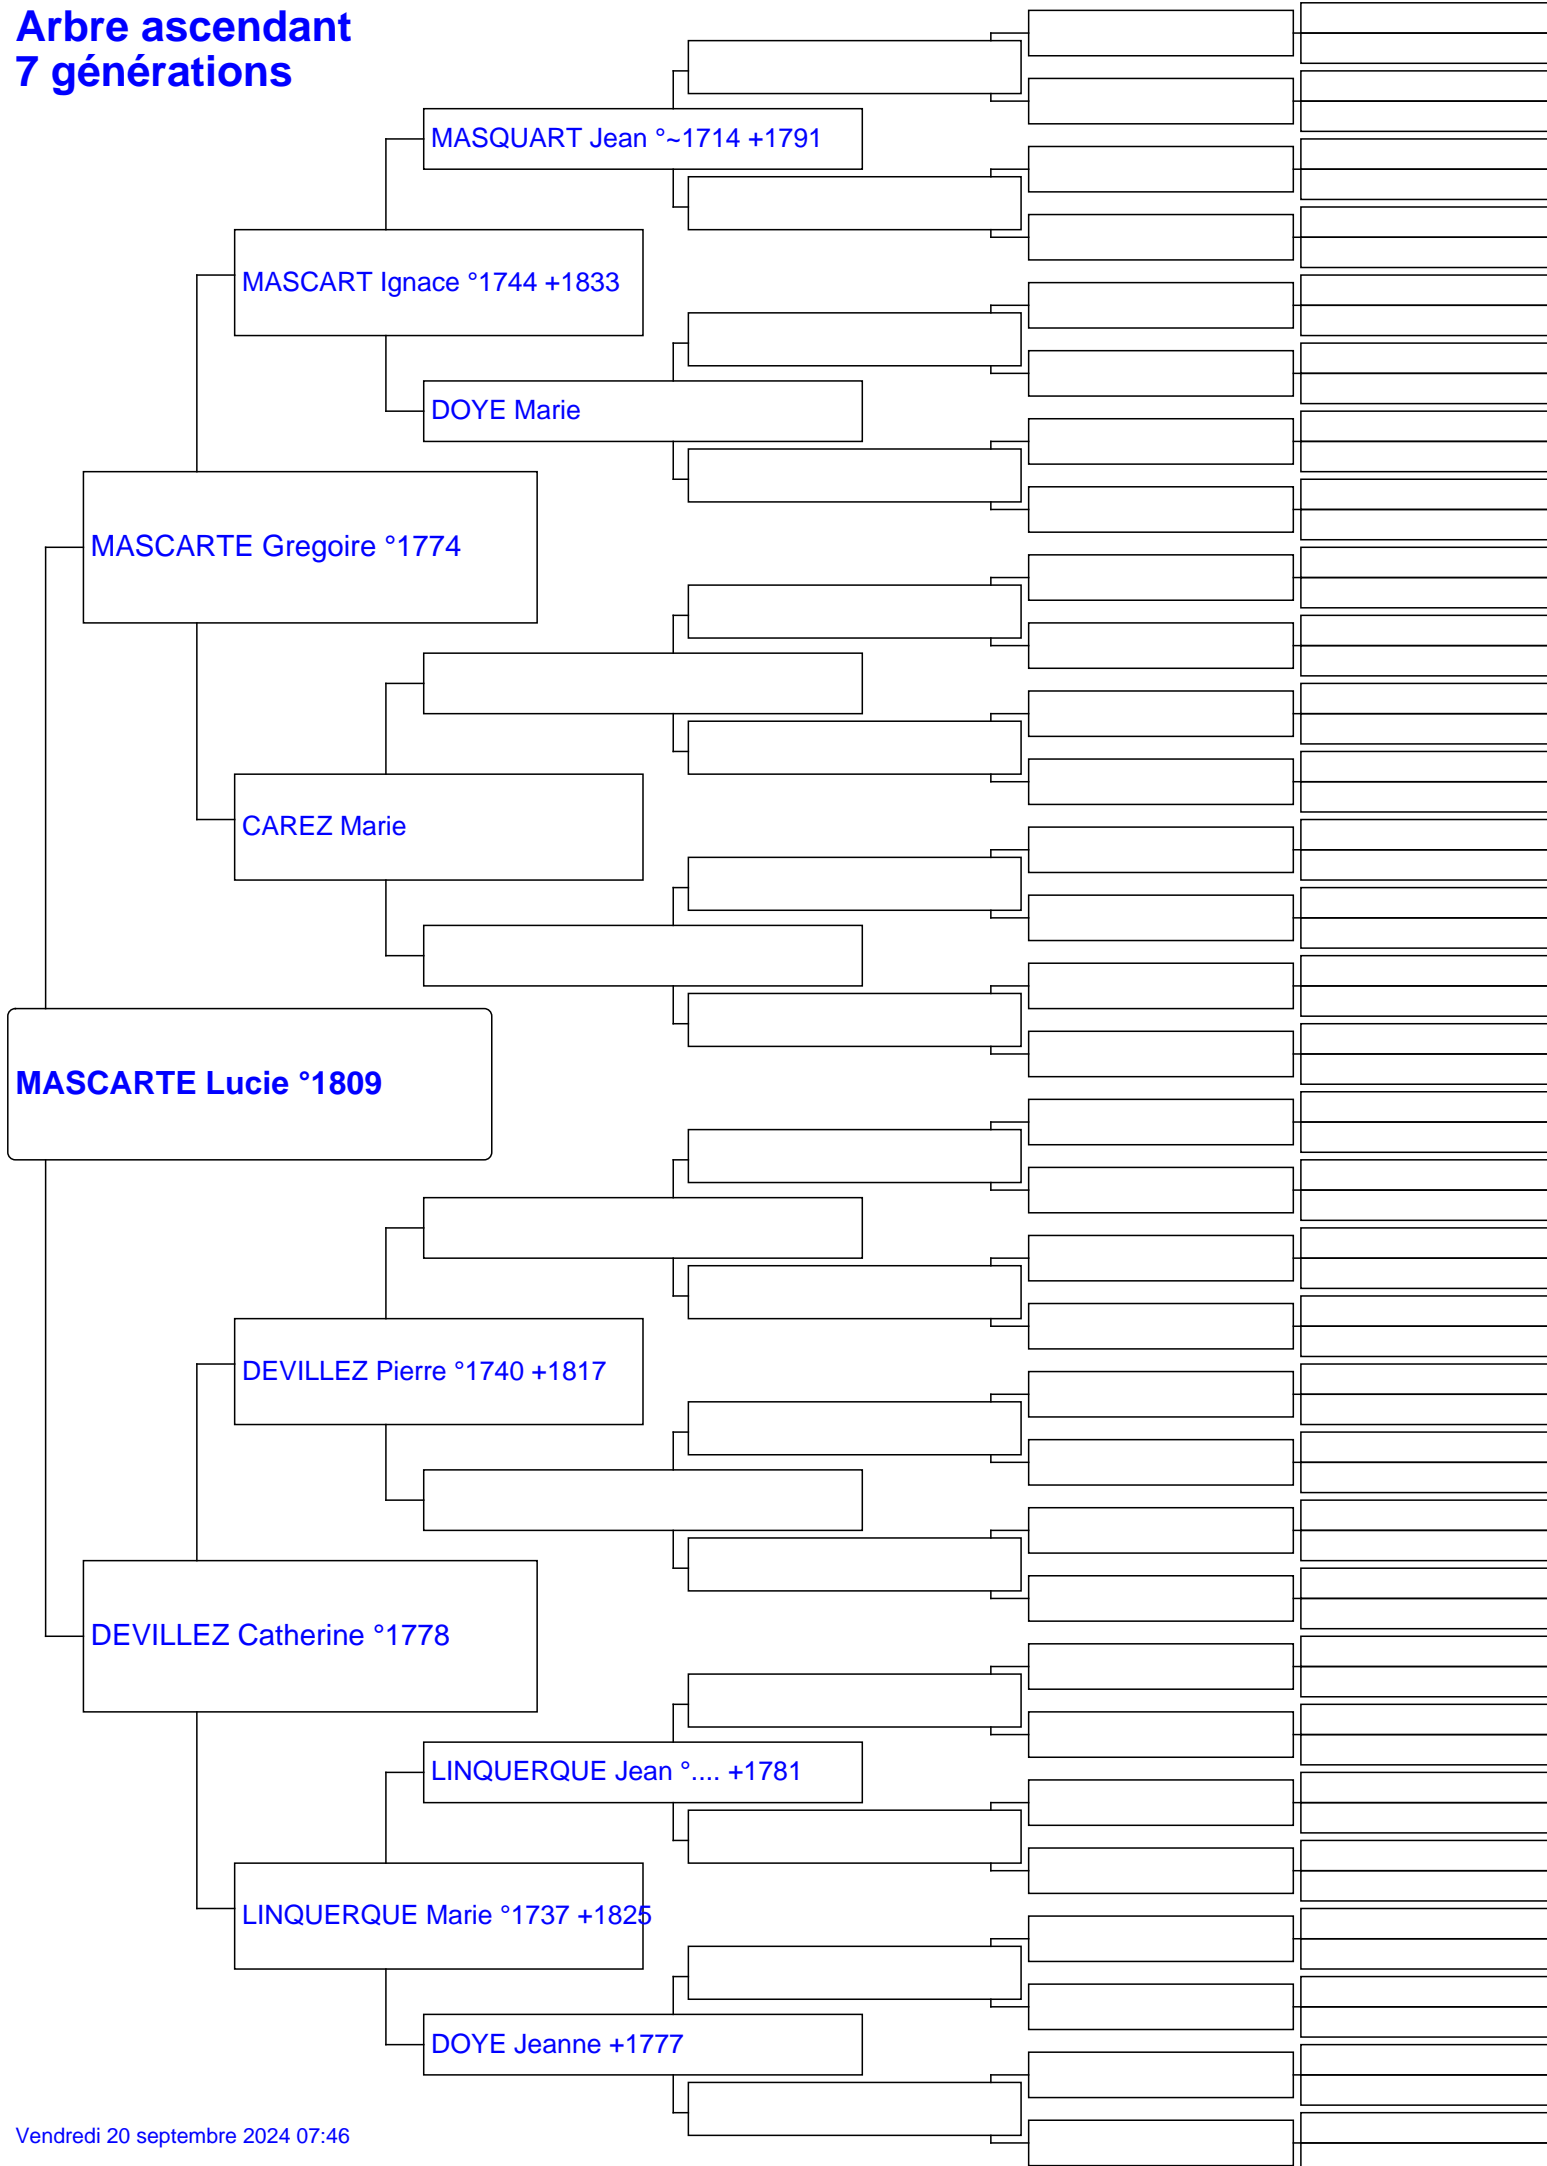 Arbre ascendant
7 générations
MASQUART Jean °~1714 +1791
MASCART Ignace °1744 +1833
DOYE Marie
MASCARTE Gregoire °1774
CAREZ Marie
MASCARTE Lucie °1809
DEVILLEZ Pierre °1740 +1817
DEVILLEZ Catherine °1778
LINQUERQUE Jean °.... +1781
LINQUERQUE Marie °1737 +1825
DOYE Jeanne +1777
Vendredi 20 septembre 2024 07:46